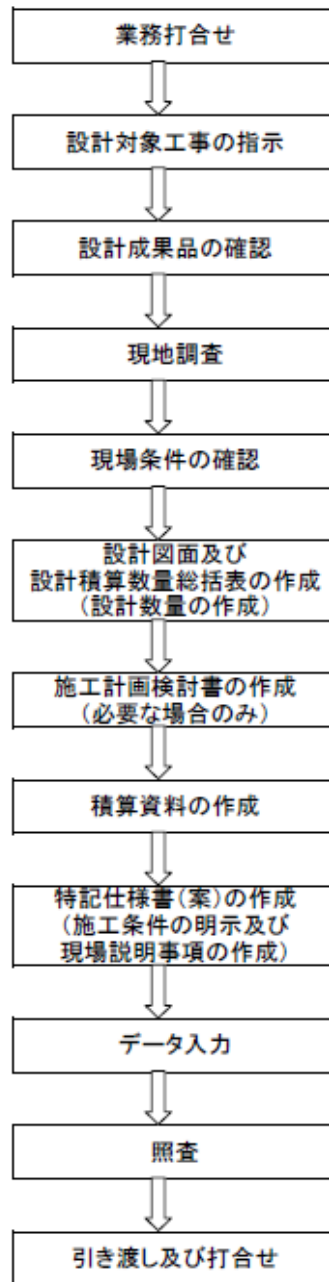 業務打合せ
設計対象工事の指示
設計成果品の確認
現地調査
現場条件の確認
設計図面及び
設計積算数量総括表の作成
（設計数量の作成）
施工計画検討書の作成
（必要な場合のみ）
積算資料の作成
特記仕様書（案）の作成
（施工条件の明示及び
現場説明事項の作成）
データ入力
照査
引き渡し及び打合せ